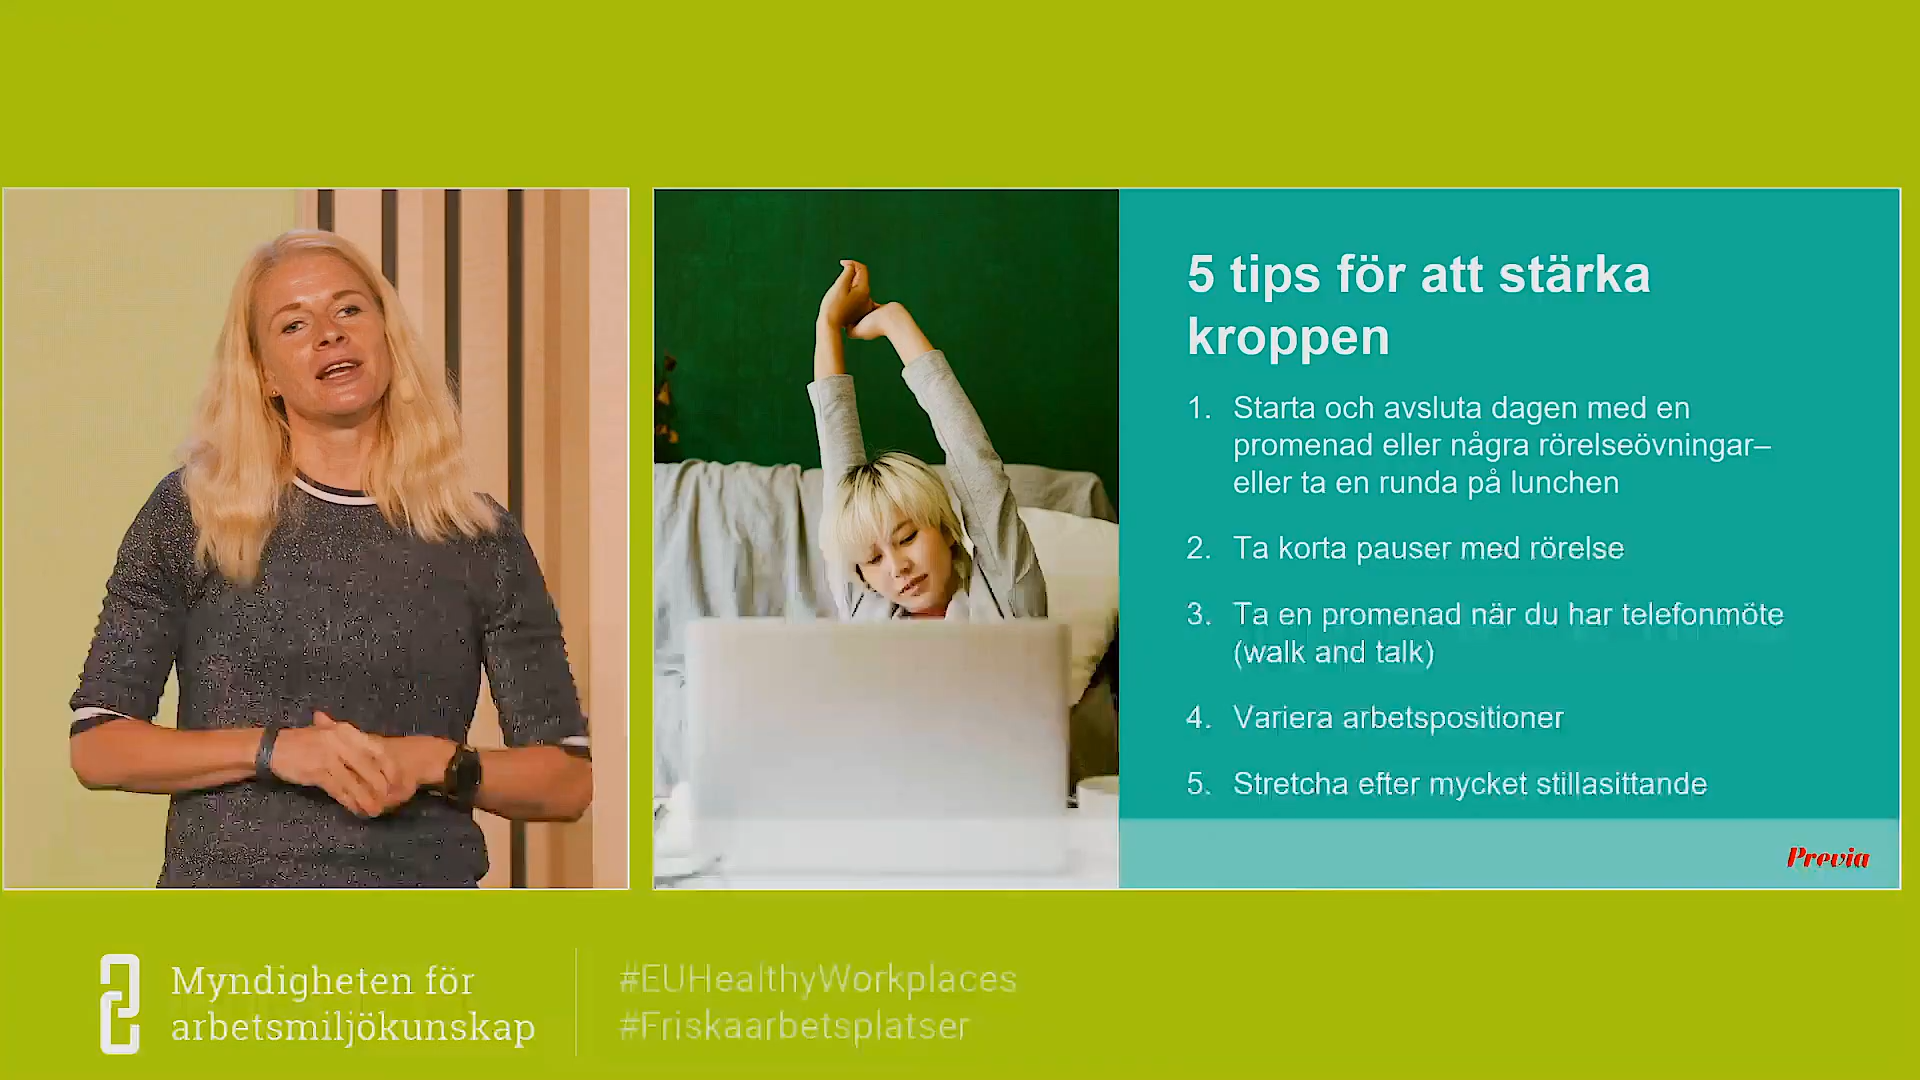 5 tips för att stärka
kroppen
1. Starta och avsluta dagen med en
promenad eller några rörelseövningar–
eller ta en runda på lunchen
2. Ta korta pauser med rörelse
3. Ta en promenad när du har telefonmöte
(walk and talk)
4. Variera arbetspositioner
5. Stretcha efter mycket stillasittande
Previa
Myndigheten för
arbetsmiljökunskap
#EUHealthyWorkplaces
#Friskaarbetsplatser